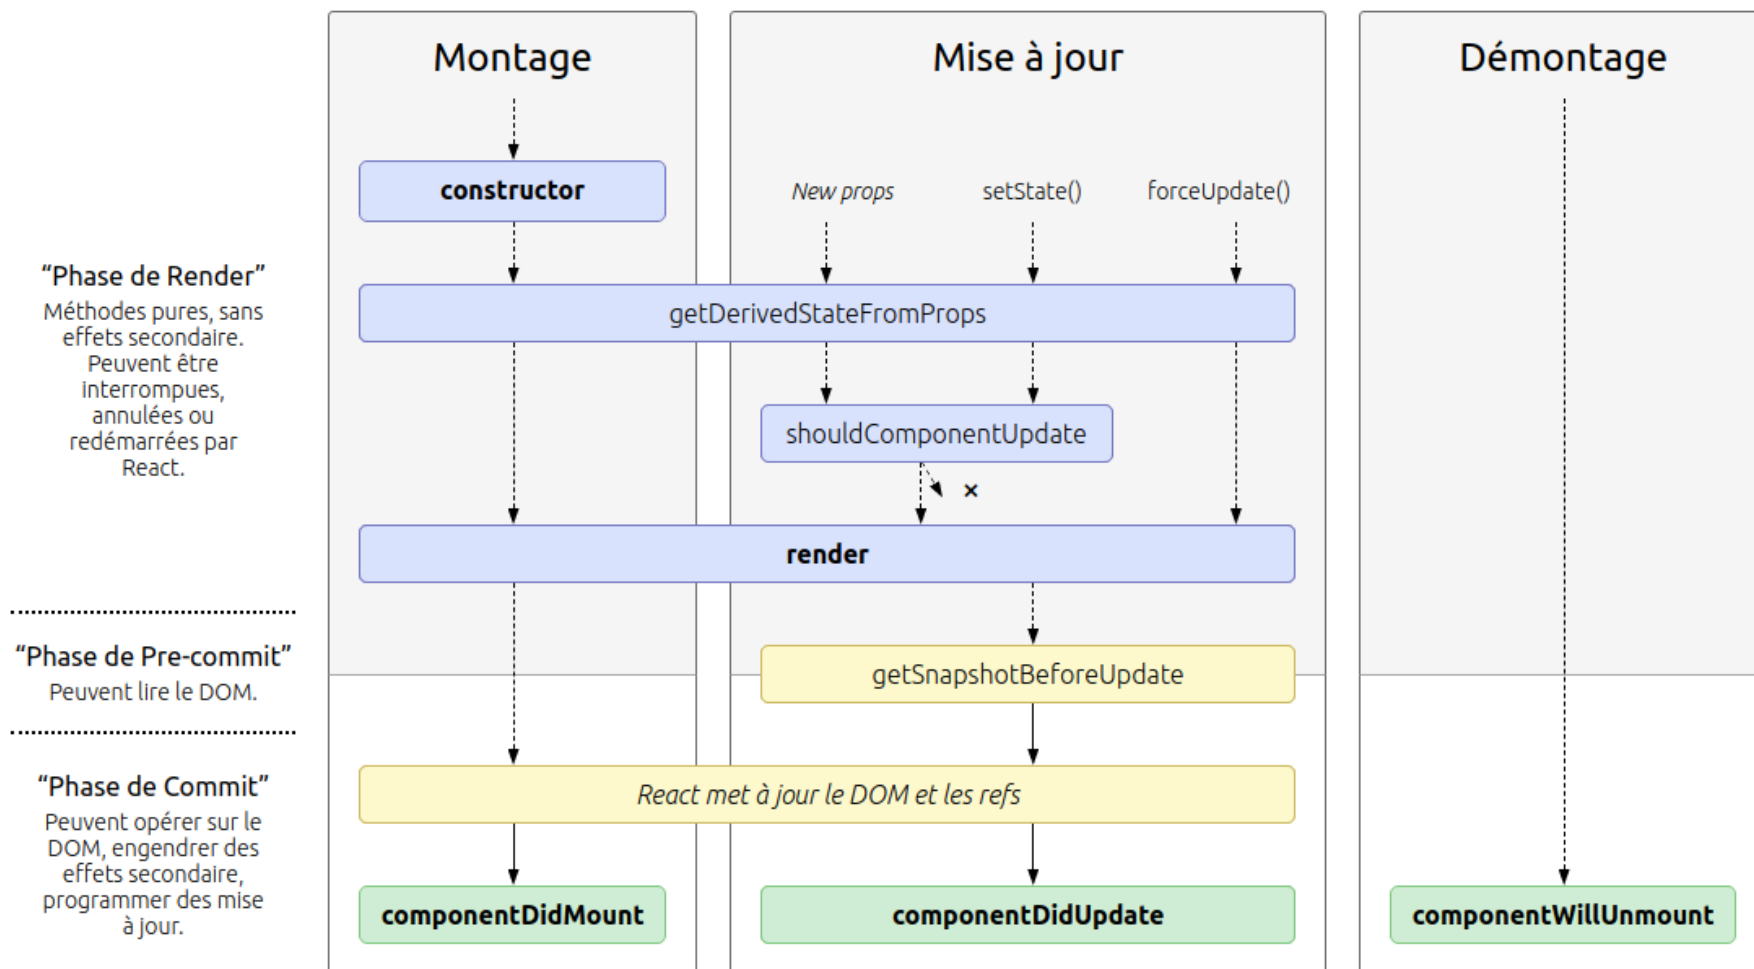 Montage
Mise à jour
Démontage
constructor
New props
setState()
forceUpdate()
“Phase de Render”
Méthodes pures, sans
effets secondaire.
Peuvent être
interrompues,
annulées ou
redémarrées par
React.
getDerivedStateFromProps
shouldComponentUpdate
×
render
“Phase de Pre-commit”
Peuvent lire le DOM.
getSnapshotBeforeUpdate
“Phase de Commit”
Peuvent opérer sur le
DOM, engendrer des
effets secondaire,
programmer des mise
à jour.
React met à jour le DOM et les refs
componentDidMount
componentDidUpdate
componentWillUnmount